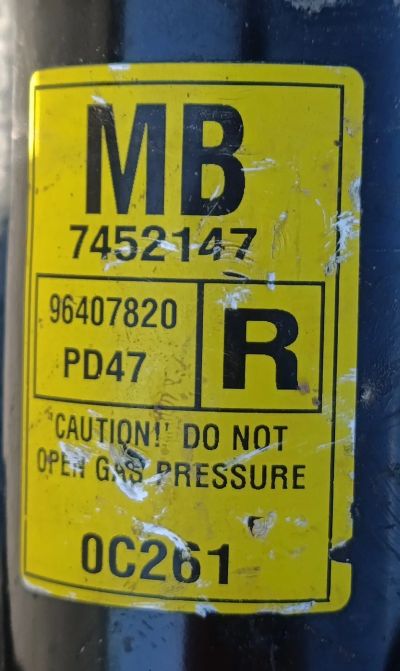 MB
7452147
96407820
PD47
R
"CAUTION!" DO NOT
OPEN GAS PRESSURE
0C261